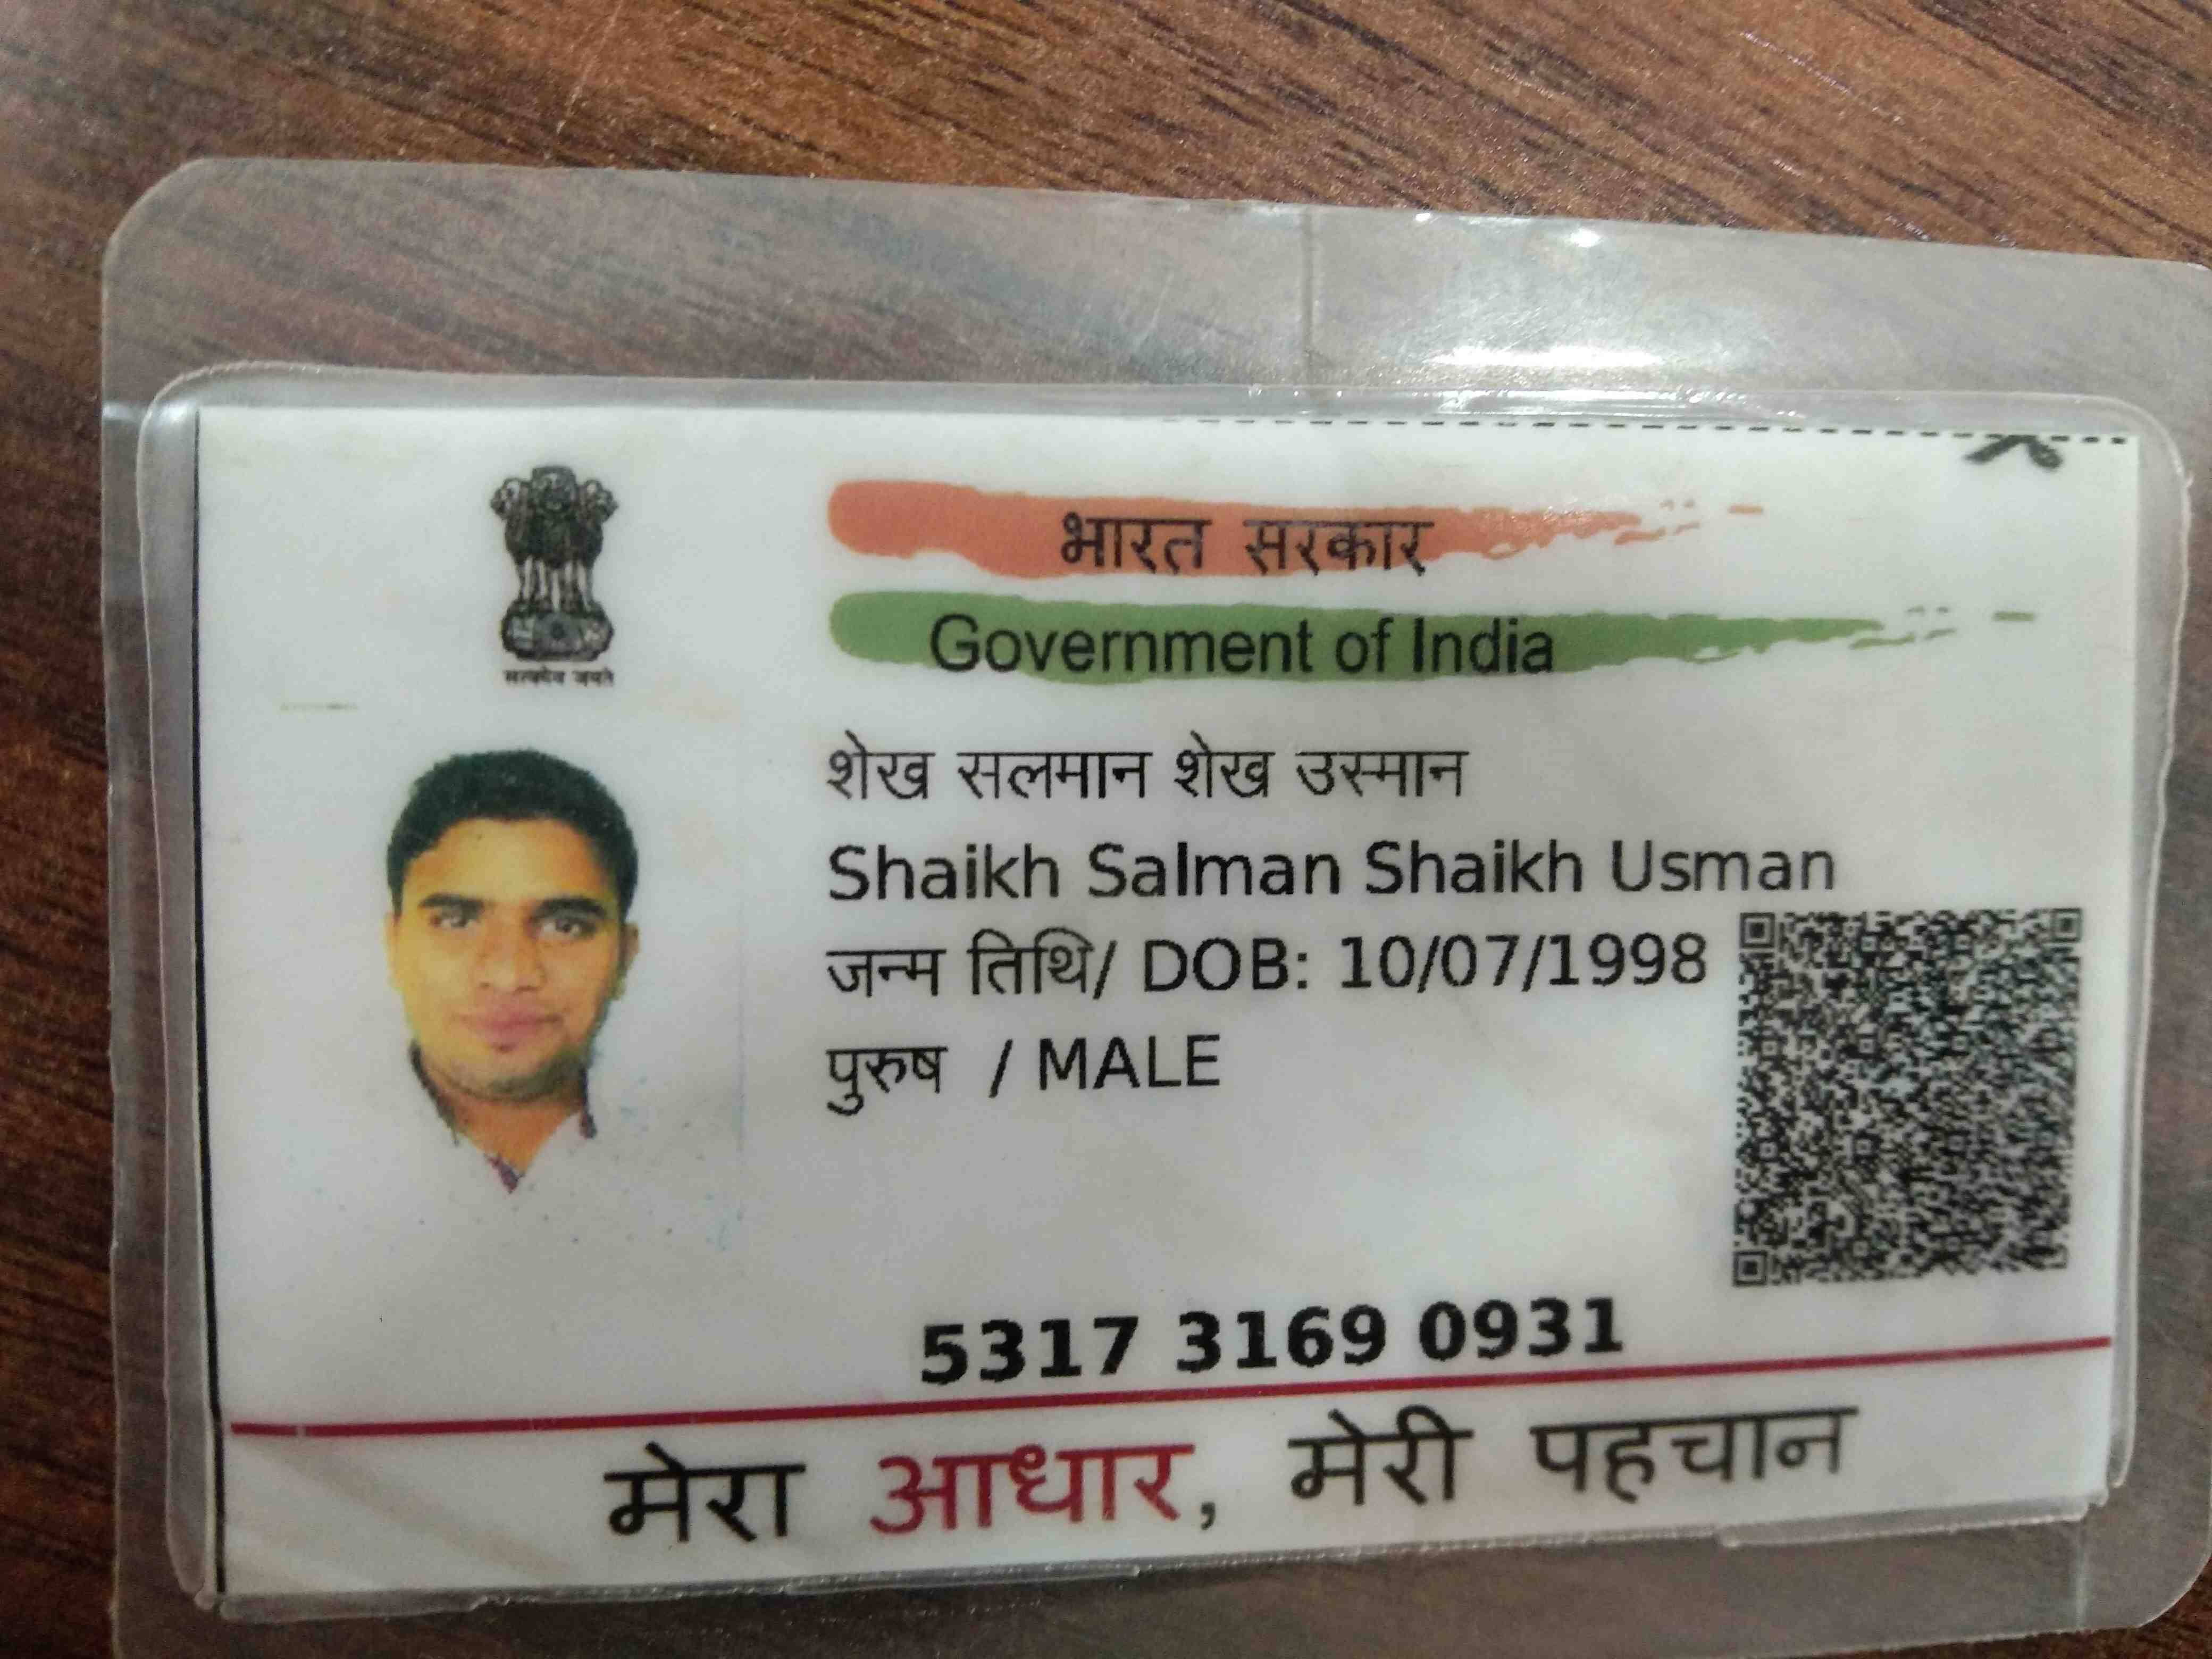 सत्यमेव जयते
भारत सरकार
Government of India
शेख सलमान शेख उस्मान
Shaikh Salman Shaikh Usman
जन्म तिथि/ DOB: 10/07/1998
पुरुष / MALE
5317 3169 0931
मेरा आधार, मेरी पहचान